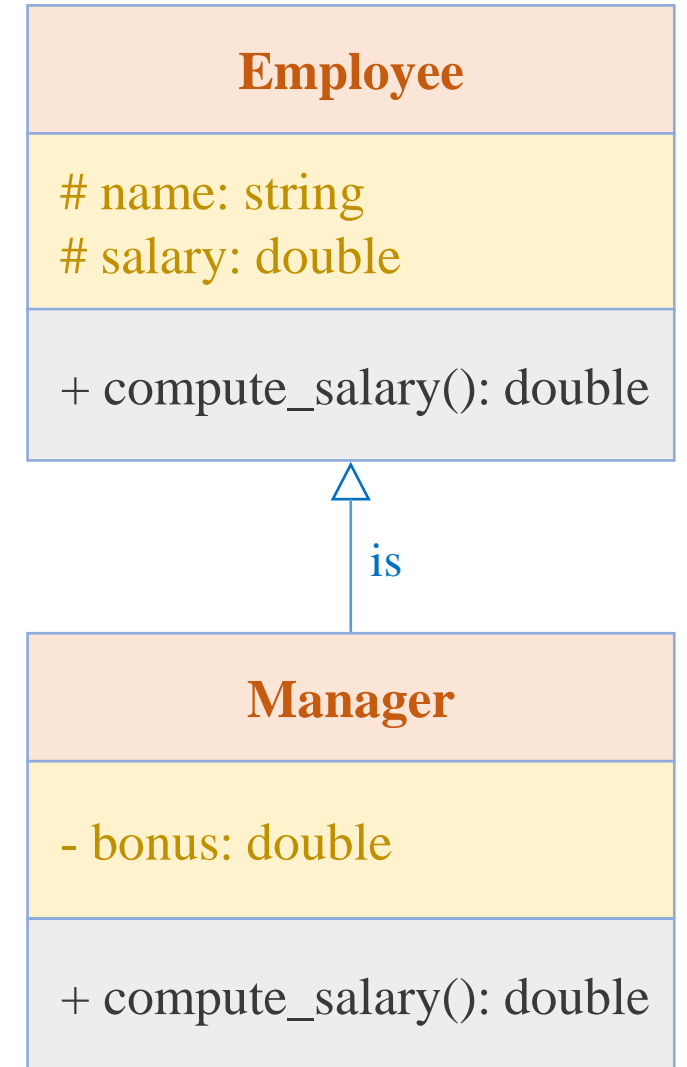 Employee
# name: string
# salary: double
+ compute_salary(): double
is
Manager
- bonus: double
+ compute_salary(): double